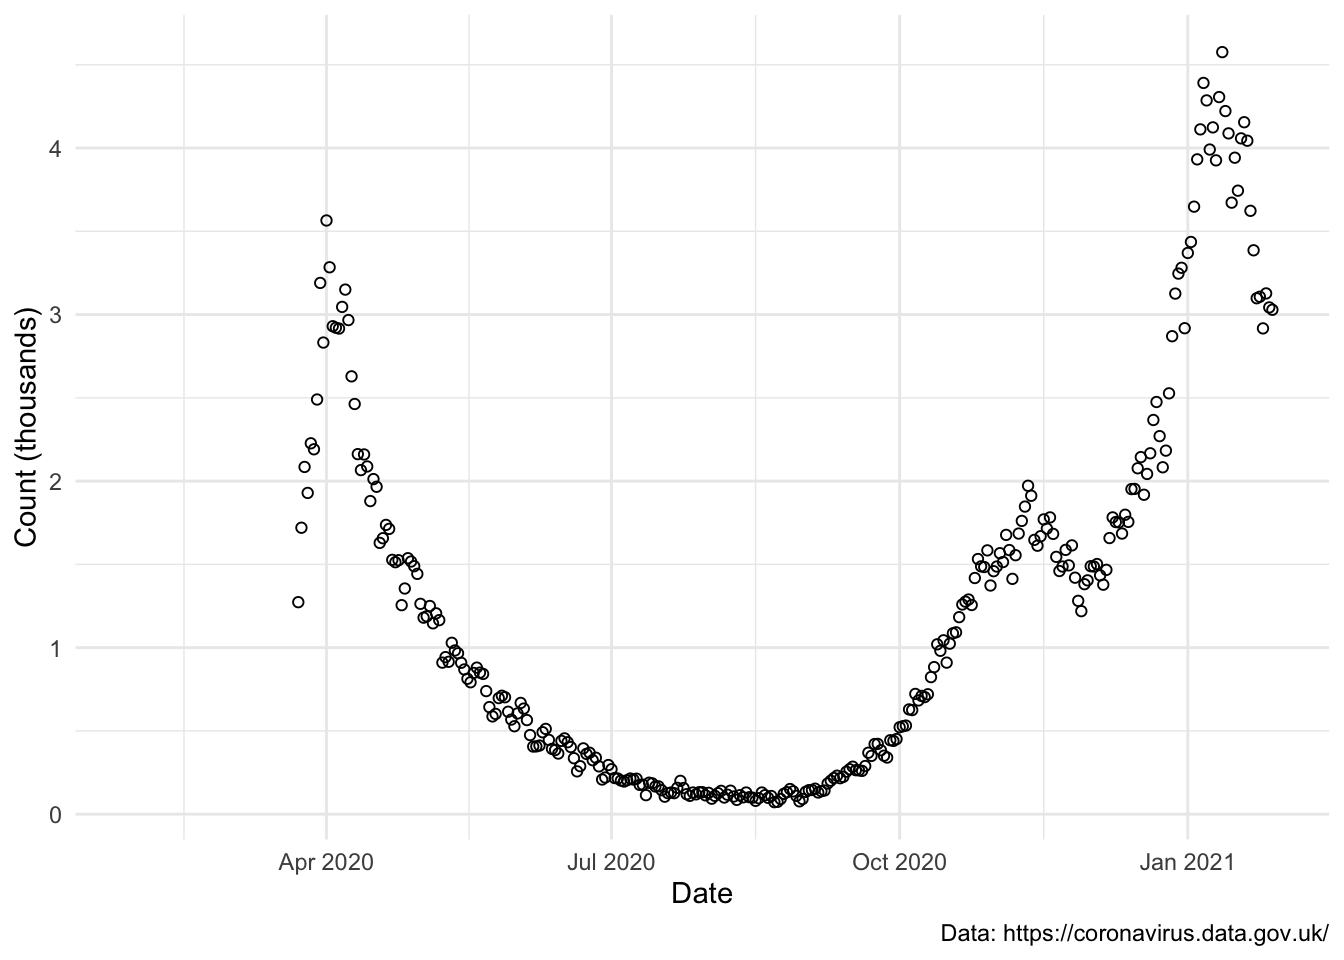 Count (thousands)
4
3
2
1
0
Apr 2020 Jul 2020 Oct 2020 Jan 2021
Date
Data: https://coronavirus.data.gov.uk/